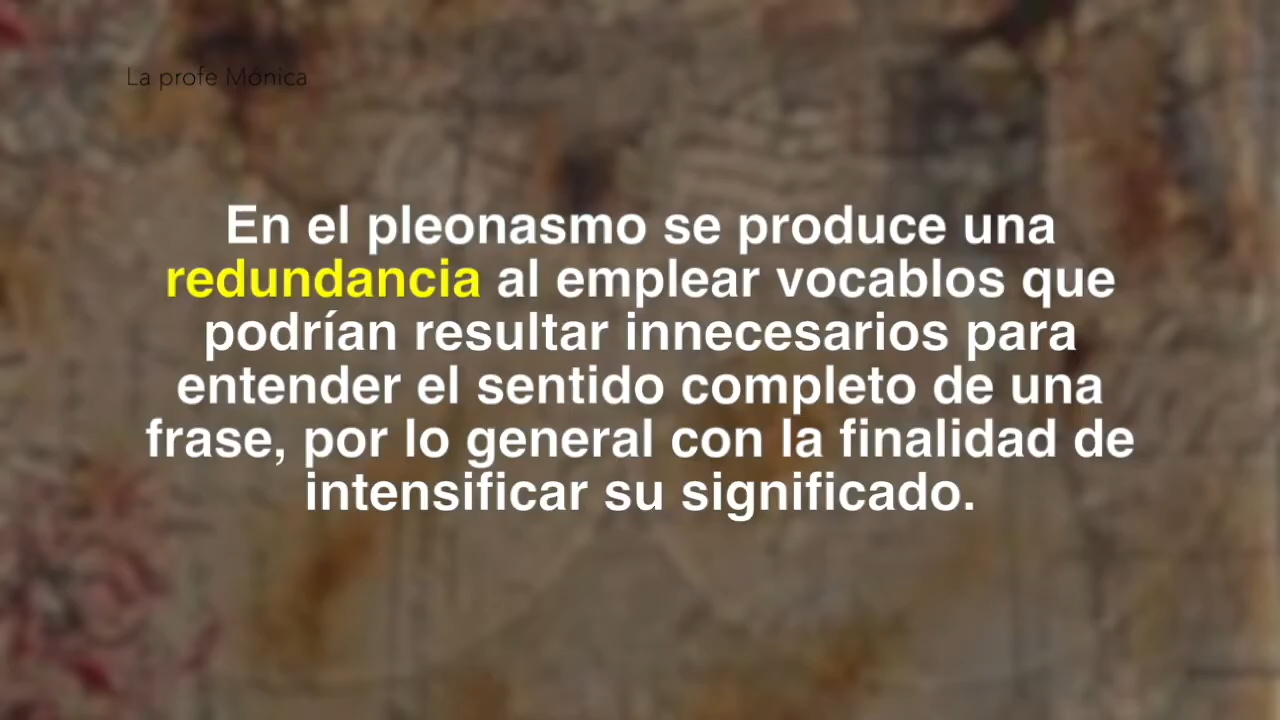 La profe Mónica
En el pleonasmo se produce una
redundancia al emplear vocablos que
podrían resultar innecesarios para
entender el sentido completo de una
frase, por lo general con la finalidad de
intensificar su significado.